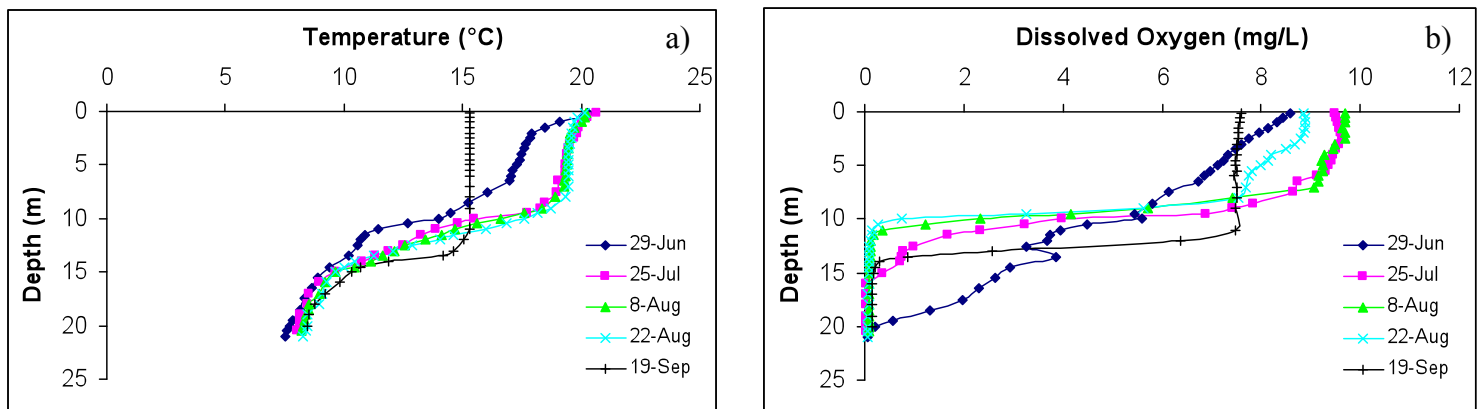 Temperature (°C) a)
0 5 10 15 20 25
0
5
10
15
20
25
Depth (m)
29-Jun
25-Jul
8-Aug
22-Aug
19-Sep
Dissolved Oxygen (mg/L) b)
0 2 4 6 8 10 12
0
5
10
15
20
25
Depth (m)
29-Jun
25-Jul
8-Aug
22-Aug
19-Sep